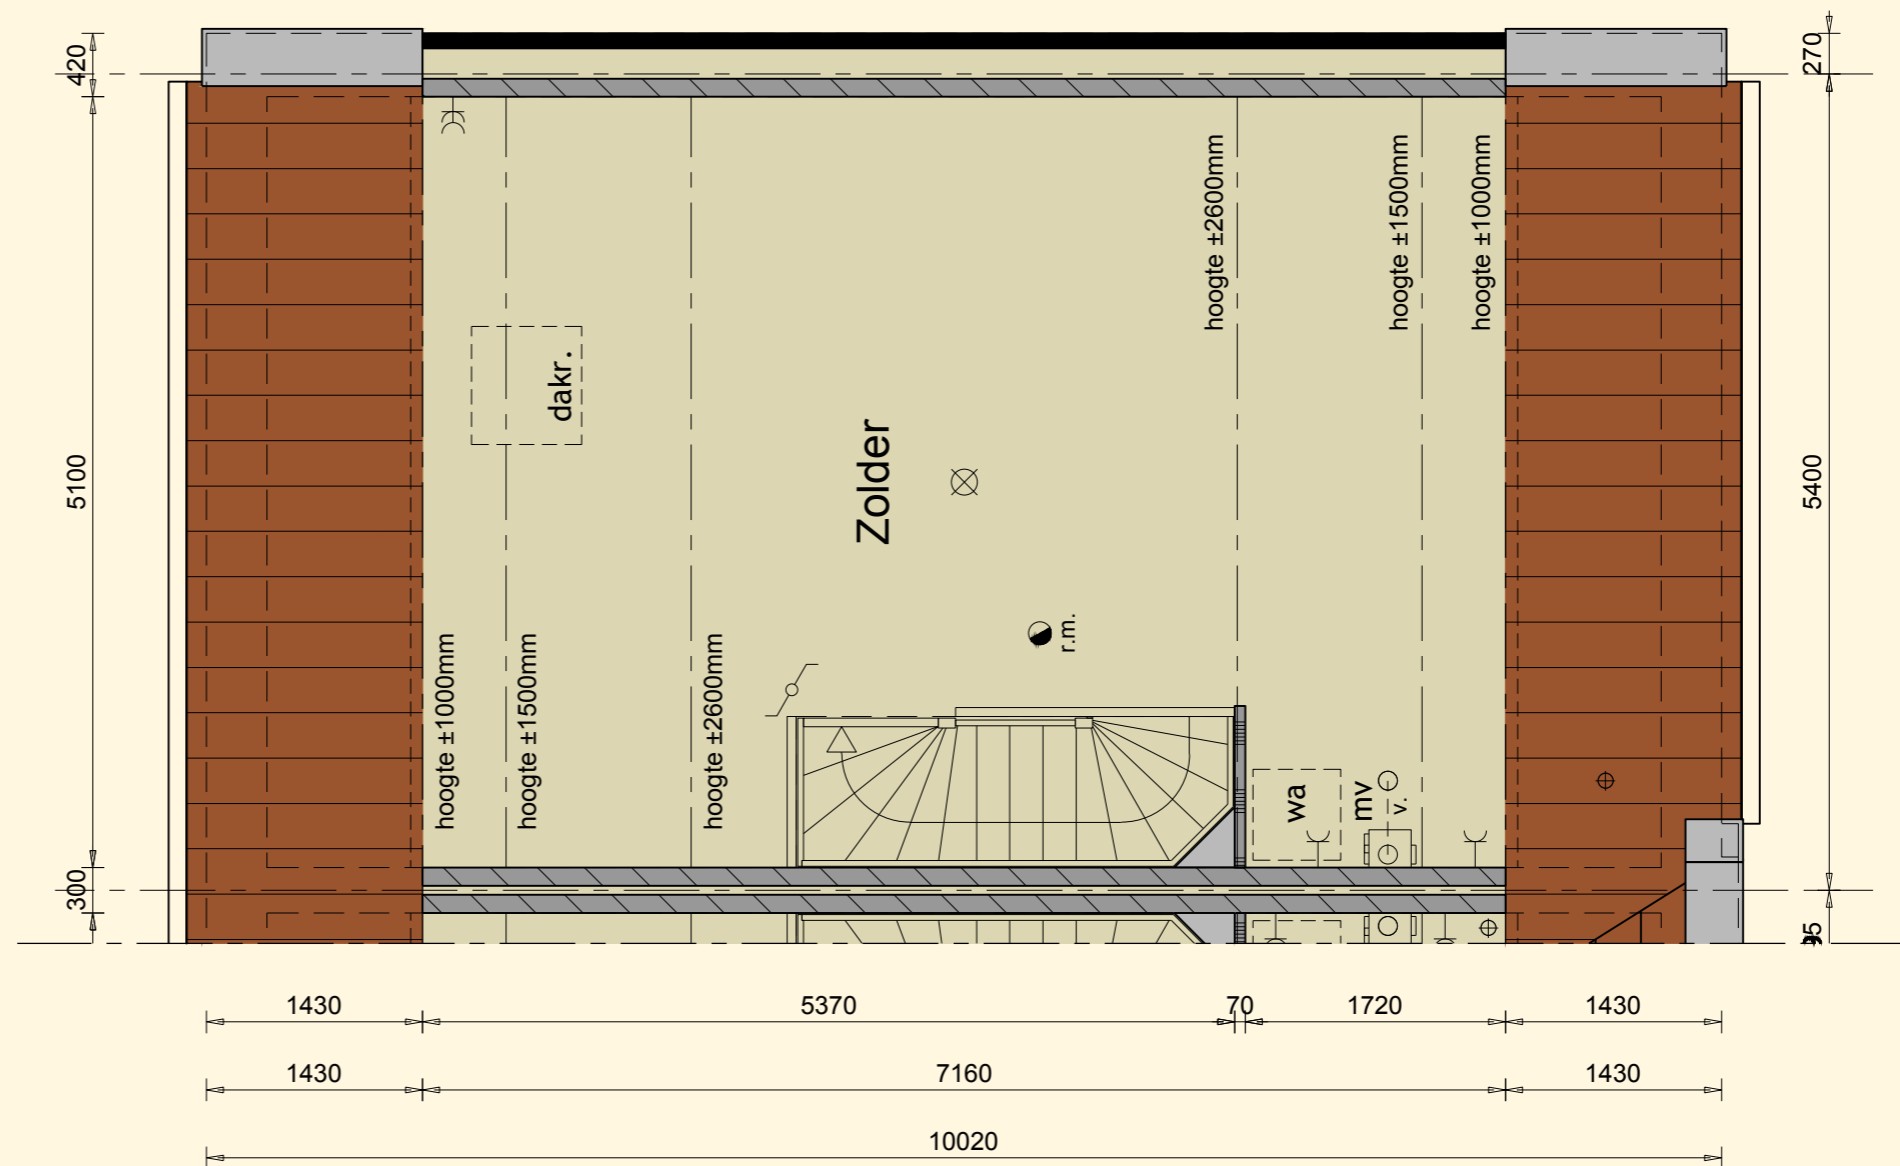 420
270
hoogte ±2600mm
hoogte ±1500mm
hoogte ±1000mm
dakr.
Zolder
5100
5400
r.m.
hoogte ±1000mm
hoogte ±1500mm
hoogte ±2600mm
wa
mv
v.
300
1430 5370 70 1720 1430
1430 7160 1430
10020